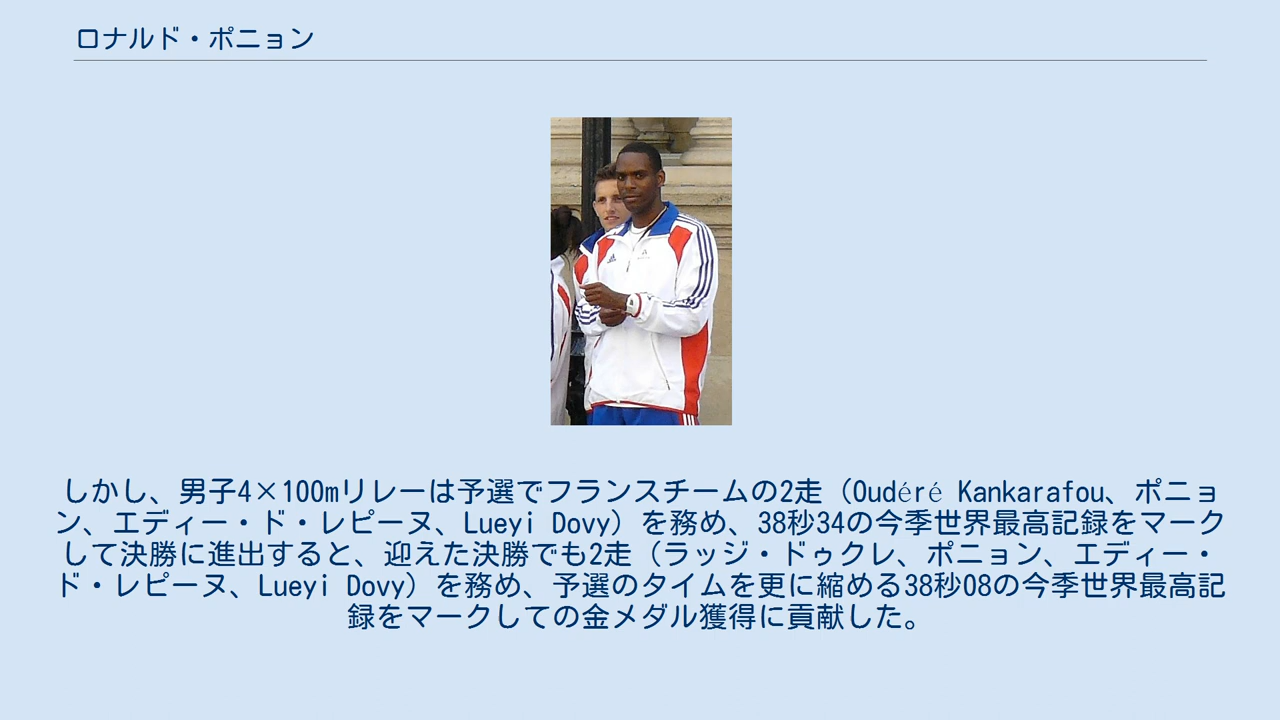 ロナルド・ポニョン
しかし、男子4×100mリレーは予選でフランスチームの2走（Oudéré Kankarafou、ポニョ
ン、エディー・ド・レピーヌ、Lueyi Dovy）を務め、38秒34の今季世界最高記録をマーク
して決勝に進出すると、迎えた決勝でも2走（ラッジ・ドゥクレ、ポニョン、エディー・
ド・レピーヌ、Lueyi Dovy）を務め、予選のタイムを更に縮める38秒08の今季世界最高記
録をマークしての金メダル獲得に貢献した。